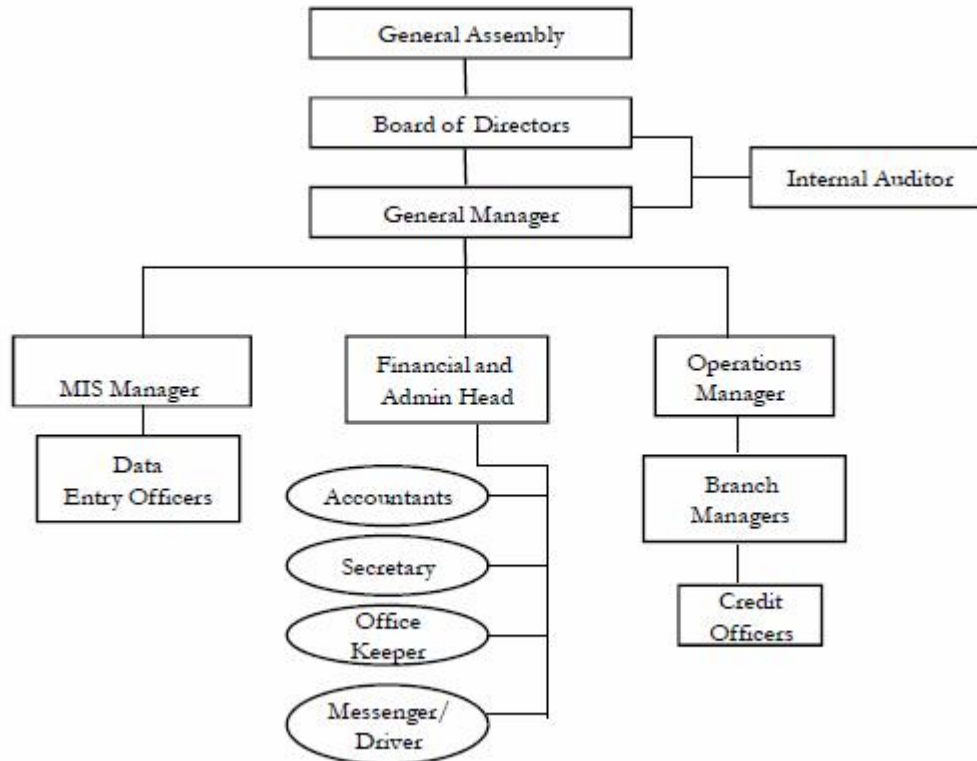 General Assembly
Board of Directors
Internal Auditor
General Manager
MIS Manager
Financial and
Admin Head
Operations
Manager
Data
Entry Officers
Accountants
Secretary
Office
Keeper
Messenger/
Driver
Branch
Managers
Credit
Officers